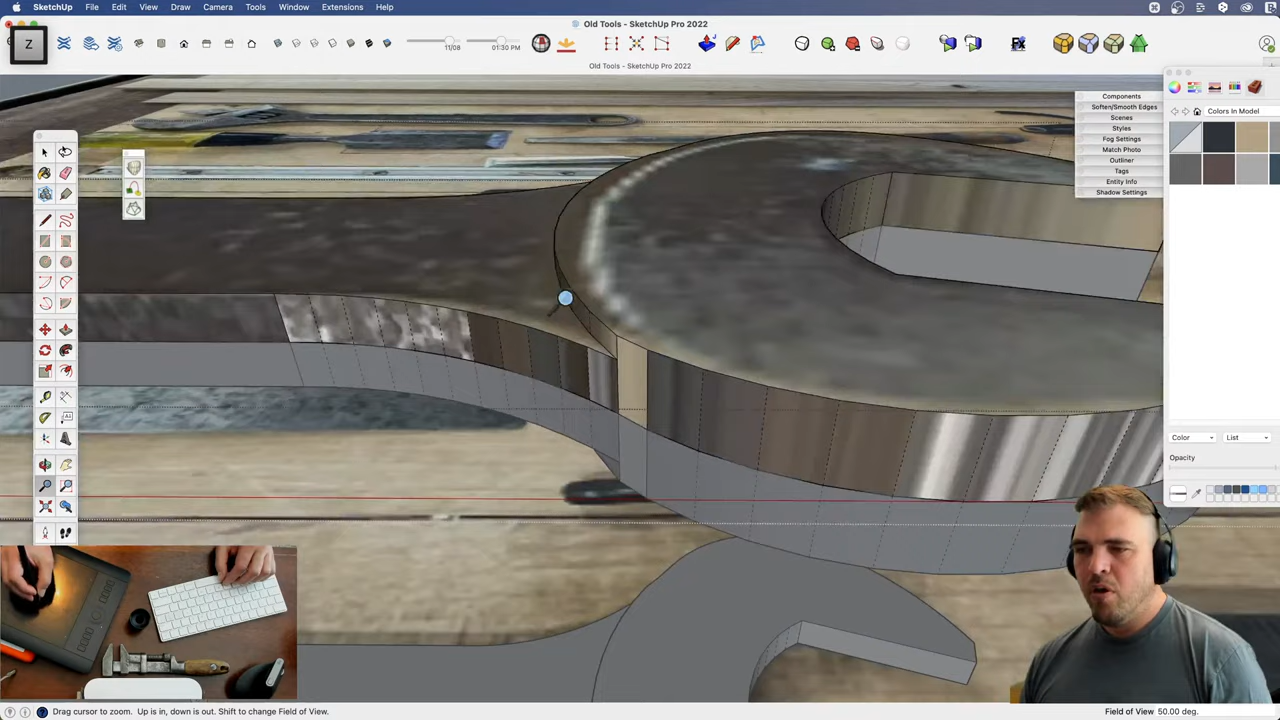 SketchUp File Edit View Draw Camera Tools Window Extensions Help
Old Tools - SketchUp Pro 2022
Z
11/08
01:30 PM
Old Tools - SketchUp Pro 2022
Components
Soften/Smooth Edges
Scenes
Styles
Fog Settings
Match Photo
Outliner
Tags
Entity Info
Shadow Settings
Colors In Model
Color
List
Opacity
Drag cursor to zoom. Up is in, down is out. Shift to change Field of View.
Field of View 50.00 deg.